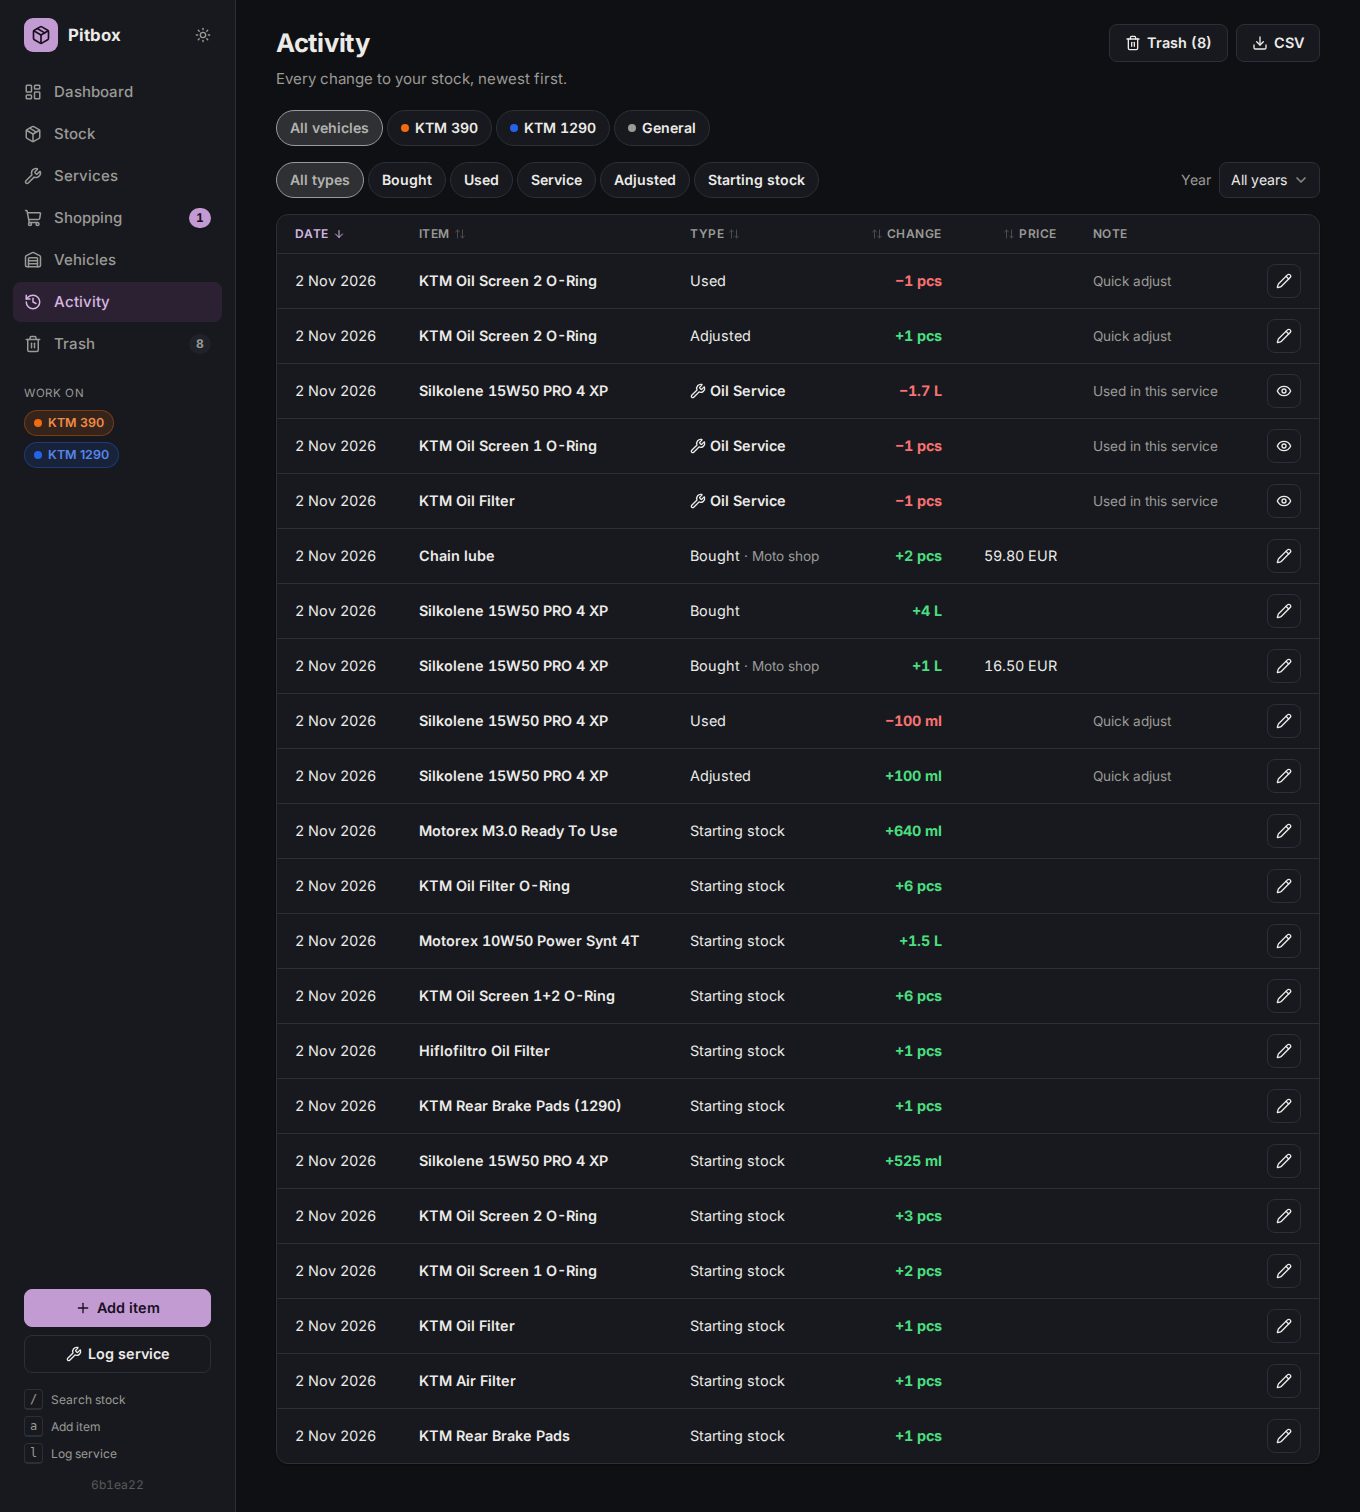 Pitbox
Dashboard
Stock
Services
Shopping 1
Vehicles
Activity
Trash 8
WORK ON
KTM 390
KTM 1290
Add item
Log service
/ Search stock
a Add item
l Log service
6b1ea22
Activity
Trash (8) CSV
Every change to your stock, newest first.
All vehicles KTM 390 KTM 1290 General
All types Bought Used Service Adjusted Starting stock Year All years
DATE ITEM TYPE CHANGE PRICE NOTE
2 Nov 2026 KTM Oil Screen 2 O-Ring Used −1 pcs Quick adjust
2 Nov 2026 KTM Oil Screen 2 O-Ring Adjusted +1 pcs Quick adjust
2 Nov 2026 Silkolene 15W50 PRO 4 XP Oil Service −1.7 L Used in this service
2 Nov 2026 KTM Oil Screen 1 O-Ring Oil Service −1 pcs Used in this service
2 Nov 2026 KTM Oil Filter Oil Service −1 pcs Used in this service
2 Nov 2026 Chain lube Bought · Moto shop +2 pcs 59.80 EUR
2 Nov 2026 Silkolene 15W50 PRO 4 XP Bought +4 L
2 Nov 2026 Silkolene 15W50 PRO 4 XP Bought · Moto shop +1 L 16.50 EUR
2 Nov 2026 Silkolene 15W50 PRO 4 XP Used −100 ml Quick adjust
2 Nov 2026 Silkolene 15W50 PRO 4 XP Adjusted +100 ml Quick adjust
2 Nov 2026 Motorex M3.0 Ready To Use Starting stock +640 ml
2 Nov 2026 KTM Oil Filter O-Ring Starting stock +6 pcs
2 Nov 2026 Motorex 10W50 Power Synt 4T Starting stock +1.5 L
2 Nov 2026 KTM Oil Screen 1+2 O-Ring Starting stock +6 pcs
2 Nov 2026 Hiflofiltro Oil Filter Starting stock +1 pcs
2 Nov 2026 KTM Rear Brake Pads (1290) Starting stock +1 pcs
2 Nov 2026 Silkolene 15W50 PRO 4 XP Starting stock +525 ml
2 Nov 2026 KTM Oil Screen 2 O-Ring Starting stock +3 pcs
2 Nov 2026 KTM Oil Screen 1 O-Ring Starting stock +2 pcs
2 Nov 2026 KTM Oil Filter Starting stock +1 pcs
2 Nov 2026 KTM Air Filter Starting stock +1 pcs
2 Nov 2026 KTM Rear Brake Pads Starting stock +1 pcs